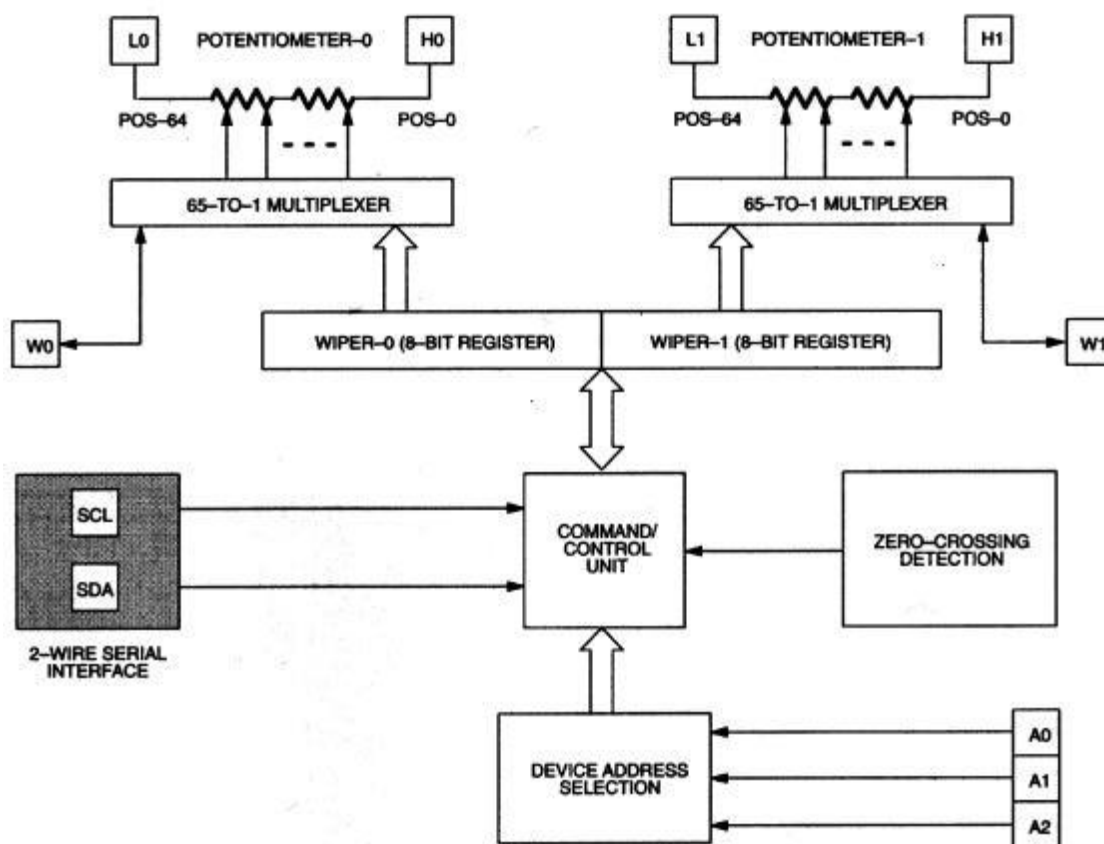 L0
POTENTIOMETER–0
H0
L1
POTENTIOMETER–1
H1
POS–64
POS–0
POS–64
POS–0
65–TO–1 MULTIPLEXER
65–TO–1 MULTIPLEXER
W0
WIPER–0 (8–BIT REGISTER)
WIPER–1 (8–BIT REGISTER)
W1
SCL
SDA
2–WIRE SERIAL
INTERFACE
COMMAND/
CONTROL
UNIT
ZERO–CROSSING
DETECTION
DEVICE ADDRESS
SELECTION
A0
A1
A2